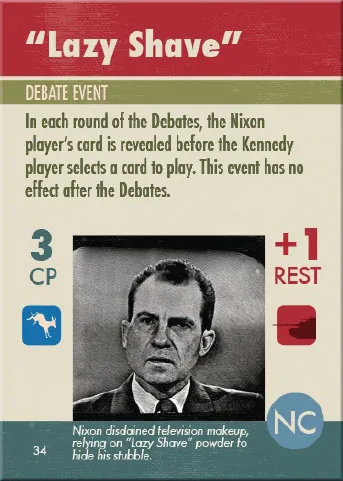 “Lazy Shave”
DEBATE EVENT
In each round of the Debates, the Nixon
player's card is revealed before the Kennedy
player selects a card to play. This event has no
effect after the Debates.
3
CP
+1
REST
NC
Nixon disdained television makeup,
relying on “Lazy Shave” powder to
hide his stubble.
34